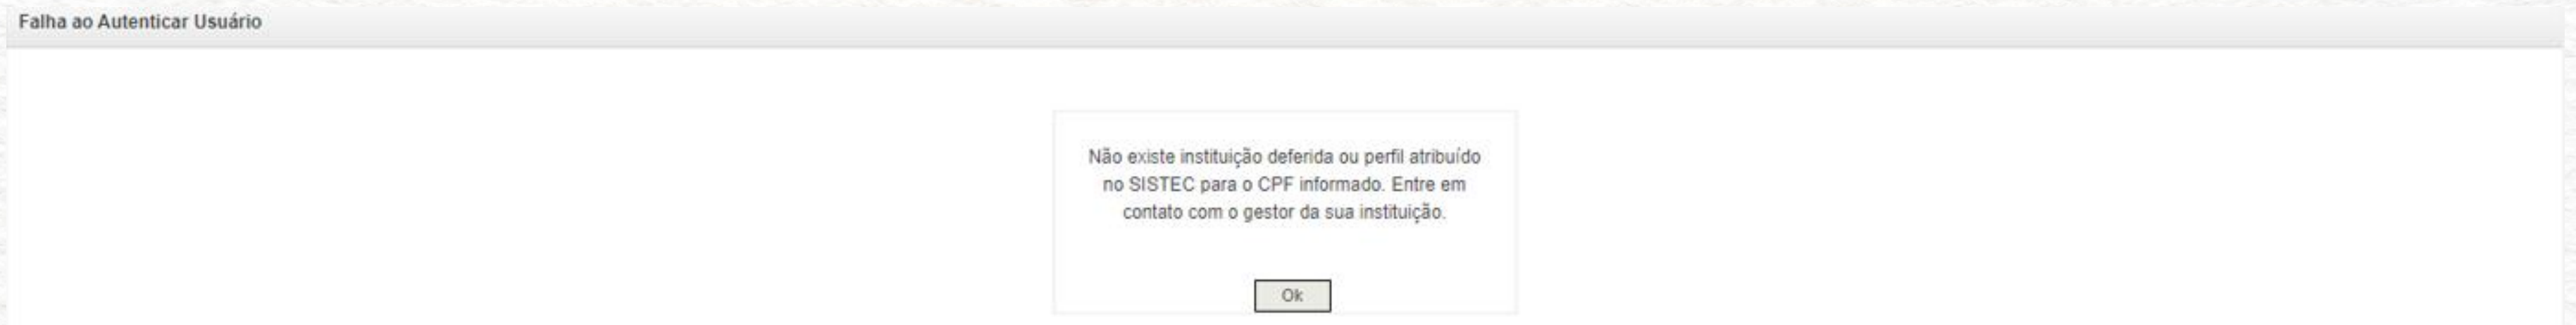 Falha ao Autenticar Usuário
Não existe instituição deferida ou perfil atribuído
no SISTEC para o CPF informado. Entre em
contato com o gestor da sua instituição.
Ok